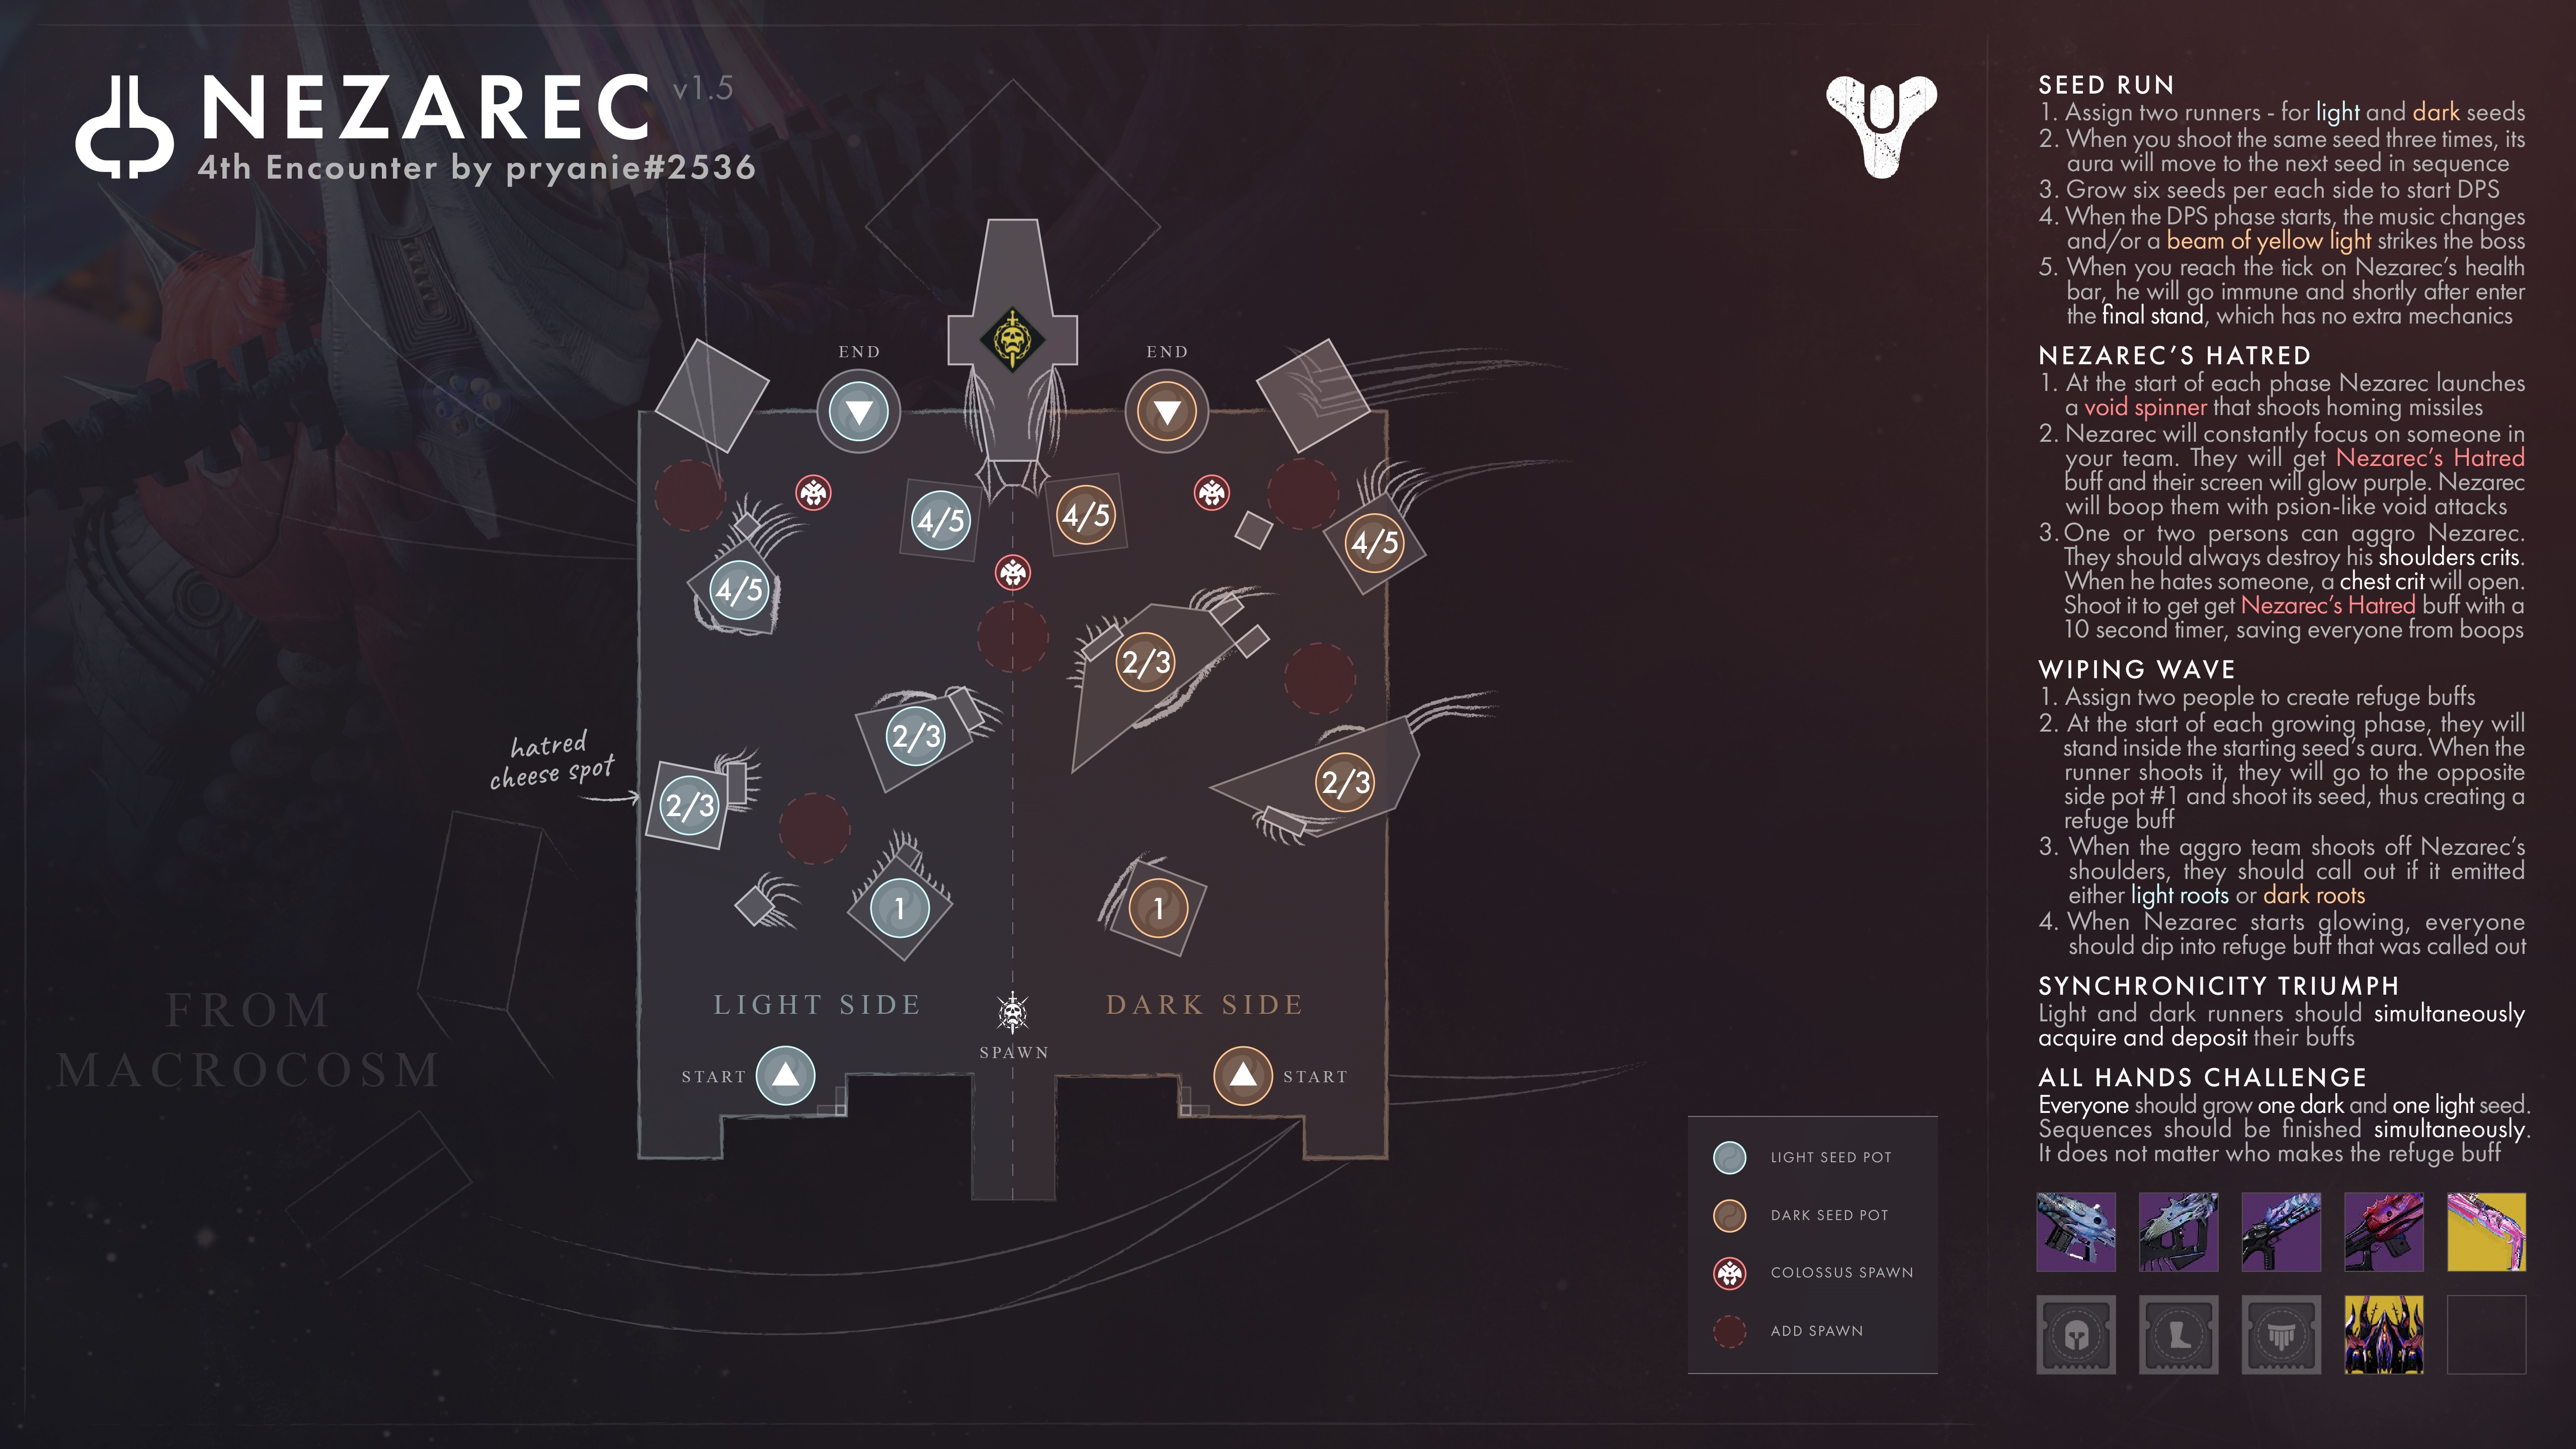 NEZAREC v1.5
4th Encounter by pryanie#2536
END
END
4/5
4/5
4/5
4/5
2/3
2/3
hatred
cheese spot
2/3
2/3
1
1
LIGHT SIDE
DARK SIDE
SPAWN
START
START
FROM
MACROCOSM
LIGHT SEED POT
DARK SEED POT
COLOSSUS SPAWN
ADD SPAWN
SEED RUN
1. Assign two runners - for light and dark seeds
2. When you shoot the same seed three times, its
aura will move to the next seed in sequence
3. Grow six seeds per each side to start DPS
4. When the DPS phase starts, the music changes
and/or a beam of yellow light strikes the boss
5. When you reach the tick on Nezarec's health
bar, he will go immune and shortly after enter
the final stand, which has no extra mechanics
NEZAREC'S HATRED
1. At the start of each phase Nezarec launches
a void spinner that shoots homing missiles
2. Nezarec will constantly focus on someone in
your team. They will get Nezarec's Hatred
buff and their screen will glow purple. Nezarec
will boop them with psion-like void attacks
3. One or two persons can aggro Nezarec.
They should always destroy his shoulders crits.
When he hates someone, a chest crit will open.
Shoot it to get get Nezarec's Hatred buff with a
10 second timer, saving everyone from boops
WIPING WAVE
1. Assign two people to create refuge buffs
2. At the start of each growing phase, they will
stand inside the starting seed's aura. When the
runner shoots it, they will go to the opposite
side pot #1 and shoot its seed, thus creating a
refuge buff
3. When the aggro team shoots off Nezarec's
shoulders, they should call out if it emitted
either light roots or dark roots
4. When Nezarec starts glowing, everyone
should dip into refuge buff that was called out
SYNCHRONICITY TRIUMPH
Light and dark runners should simultaneously
acquire and deposit their buffs
ALL HANDS CHALLENGE
Everyone should grow one dark and one light seed.
Sequences should be finished simultaneously.
It does not matter who makes the refuge buff